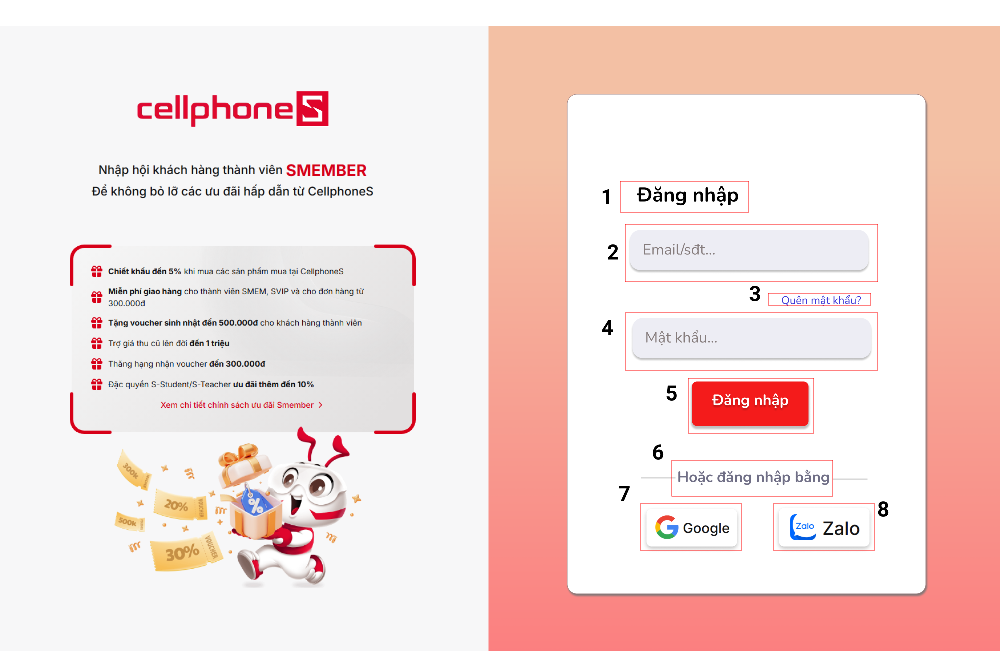 cellphoneS
Nhập hội khách hàng thành viên SMEMBER
Để không bỏ lỡ các ưu đãi hấp dẫn từ CellphoneS
Chiết khấu đến 5% khi mua các sản phẩm mua tại CellphoneS
Miễn phí giao hàng cho thành viên SMEM, SVIP và cho đơn hàng từ
300.000đ
Tặng voucher sinh nhật đến 500.000đ cho khách hàng thành viên
Trợ giá thu cũ lên đời đến 1 triệu
Thăng hạng nhận voucher đến 300.000đ
Đặc quyền S-Student/S-Teacher ưu đãi thêm đến 10%
Xem chi tiết chính sách ưu đãi Smember
300k VOUCHER
20% VOUCHER
500k VOUCHER
30% VOUCHER
%
1 Đăng nhập
2 Email/sđt...
3 Quên mật khẩu?
4 Mật khẩu...
5 Đăng nhập
6 Hoặc đăng nhập bằng
7 Google
Zalo Zalo 8